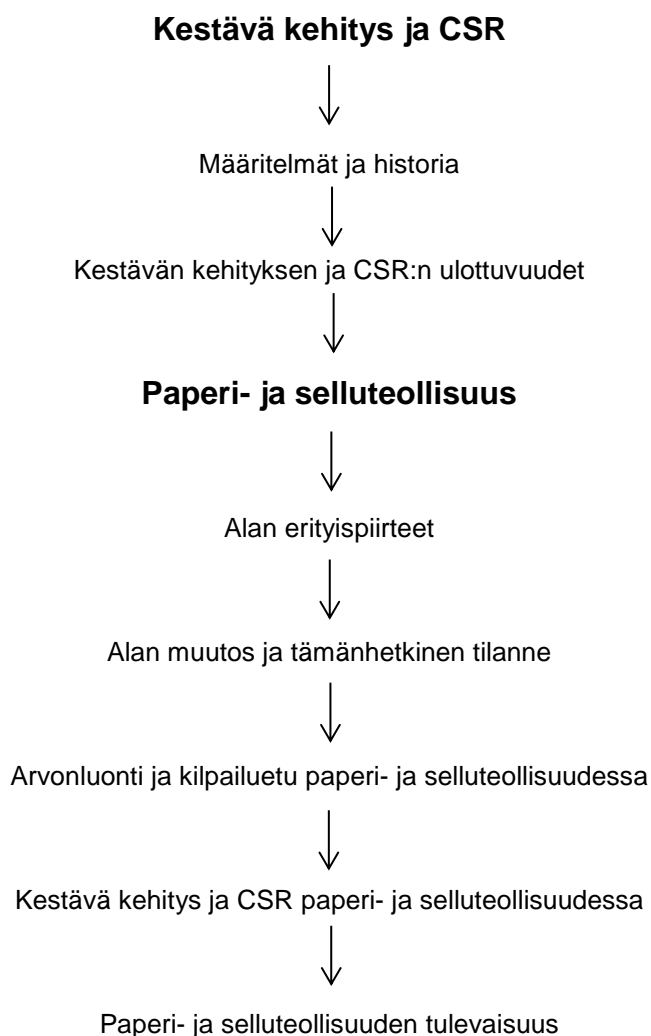 Kestävä kehitys ja CSR
Määritelmät ja historia
Kestävän kehityksen ja CSR:n ulottuvuudet
Paperi- ja selluteollisuus
Alan erityispiirteet
Alan muutos ja tämänhetkinen tilanne
Arvonluonti ja kilpailuetu paperi- ja selluteollisuudessa
Kestävä kehitys ja CSR paperi- ja selluteollisuudessa
Paperi- ja selluteollisuuden tulevaisuus